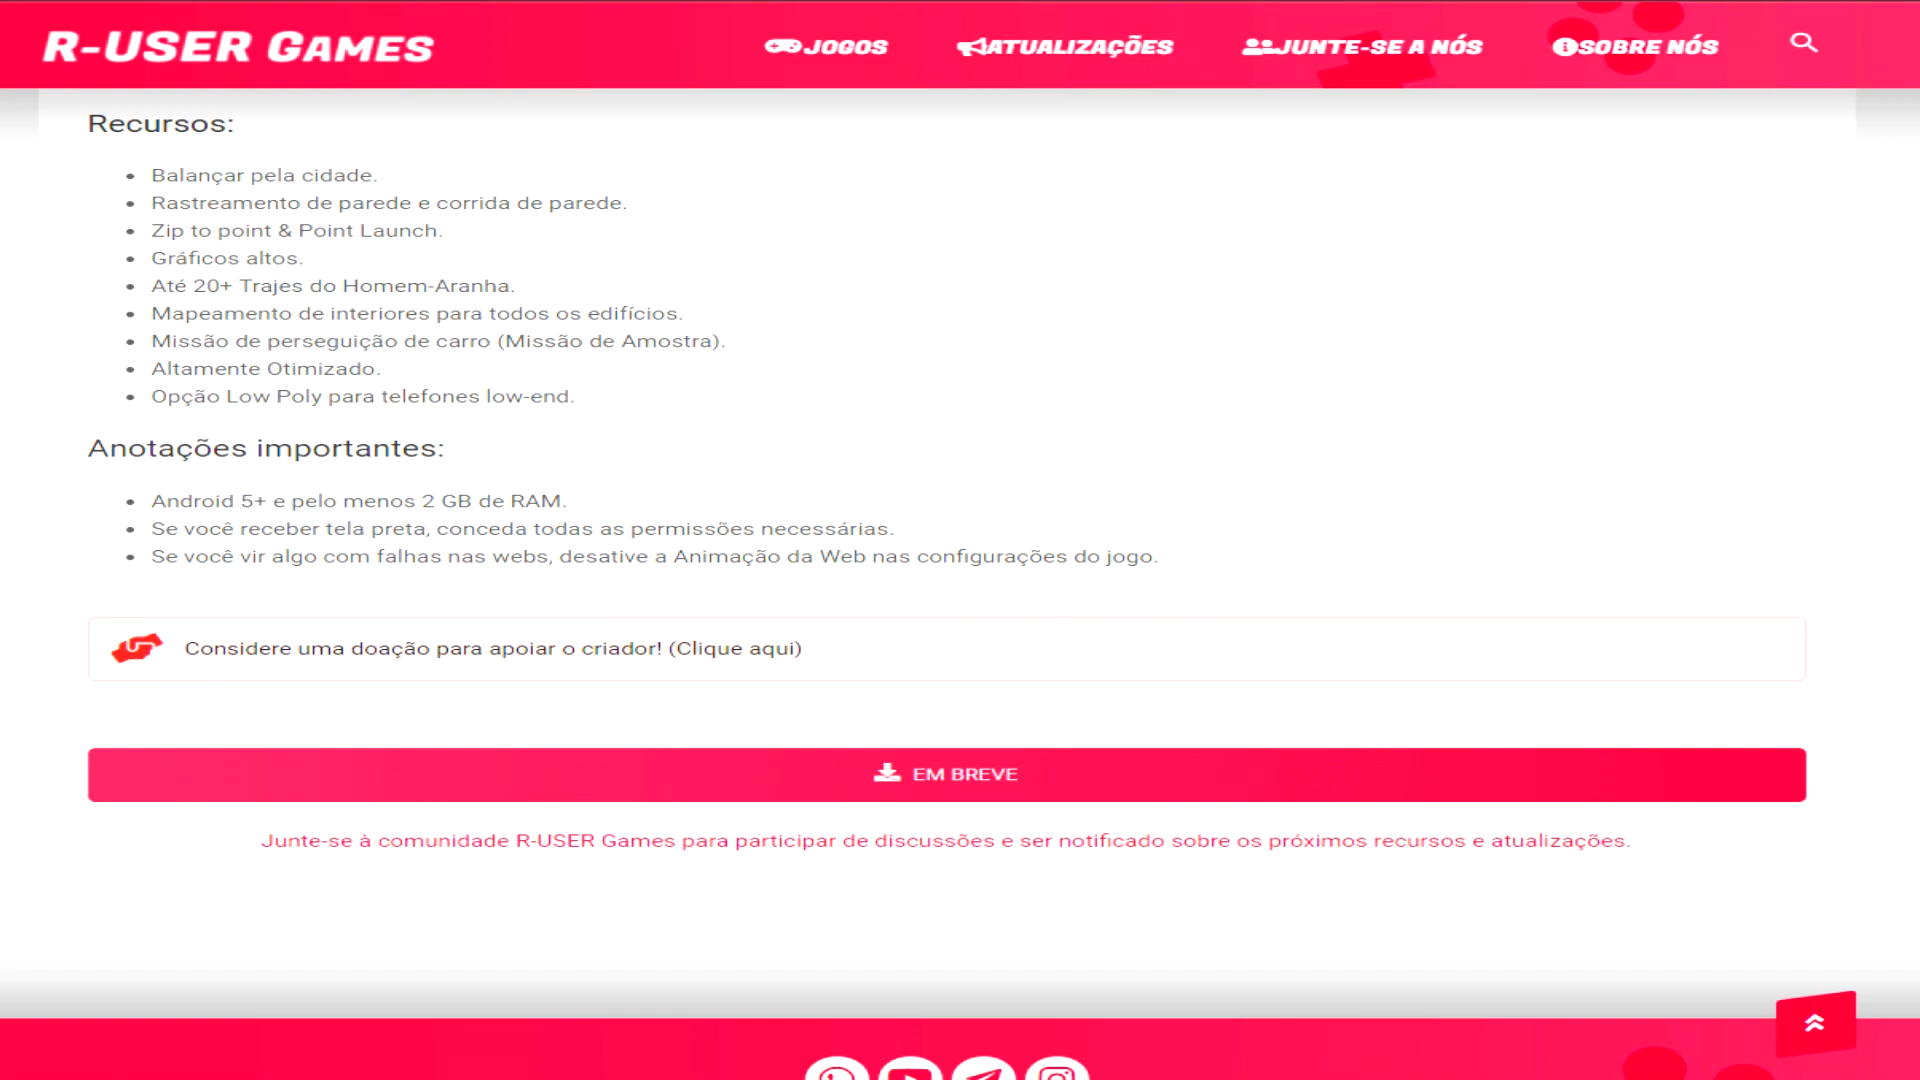 R-USER GAMES
JOGOS
ATUALIZAÇÕES
JUNTE-SE A NÓS
SOBRE NÓS
Recursos:
Balançar pela cidade.
Rastreamento de parede e corrida de parede.
Zip to point & Point Launch.
Gráficos altos.
Até 20+ Trajes do Homem-Aranha.
Mapeamento de interiores para todos os edifícios.
Missão de perseguição de carro (Missão de Amostra).
Altamente Otimizado.
Opção Low Poly para telefones low-end.
Anotações importantes:
Android 5+ e pelo menos 2 GB de RAM.
Se você receber tela preta, conceda todas as permissões necessárias.
Se você vir algo com falhas nas webs, desative a Animação da Web nas configurações do jogo.
Considere uma doação para apoiar o criador! (Clique aqui)
EM BREVE
Junte-se à comunidade R-USER Games para participar de discussões e ser notificado sobre os próximos recursos e atualizações.